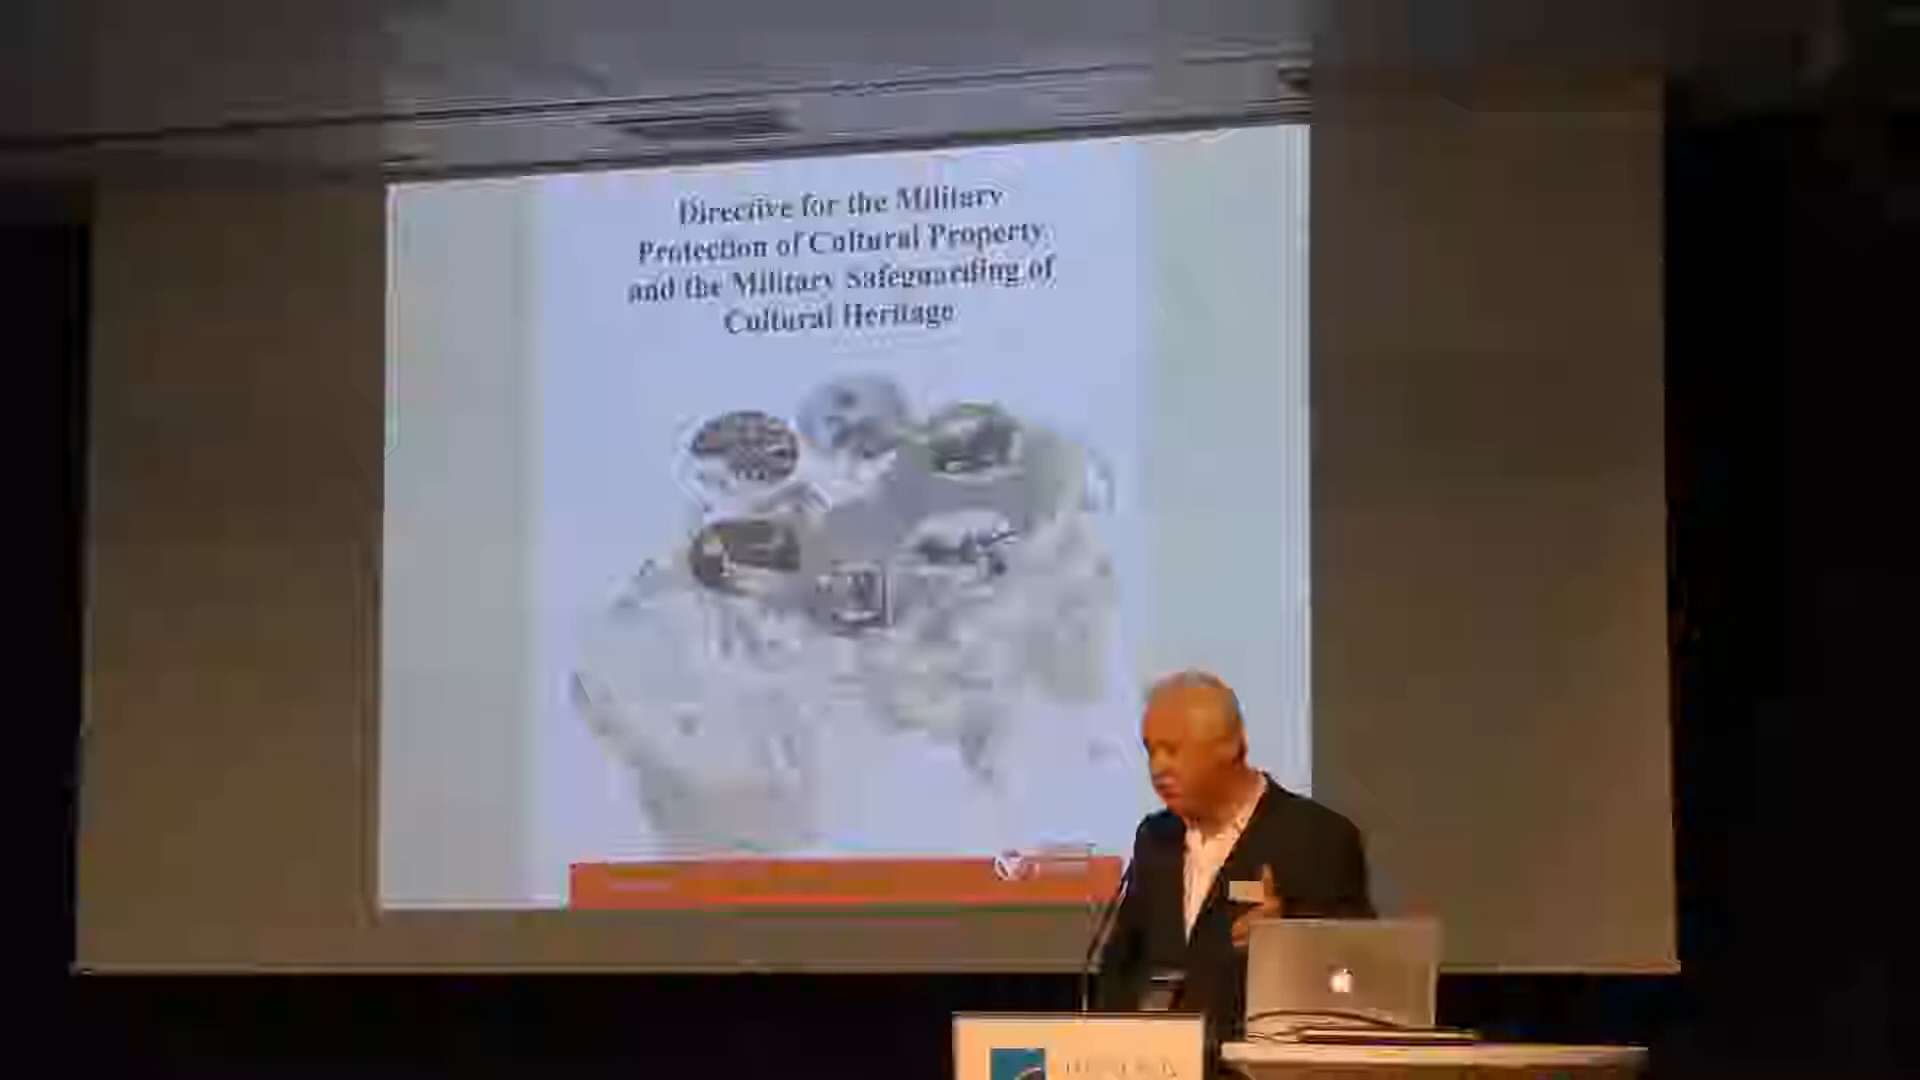 Directive for the Military
Protection of Cultural Property
and the Military Safeguarding of
Cultural Heritage